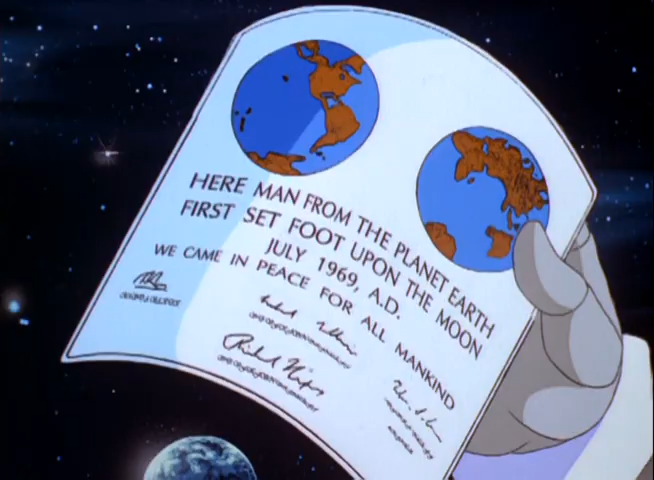 HERE MAN FROM THE PLANET EARTH
FIRST SET FOOT UPON THE MOON
JULY 1969, A.D.
WE CAME IN PEACE FOR ALL MANKIND